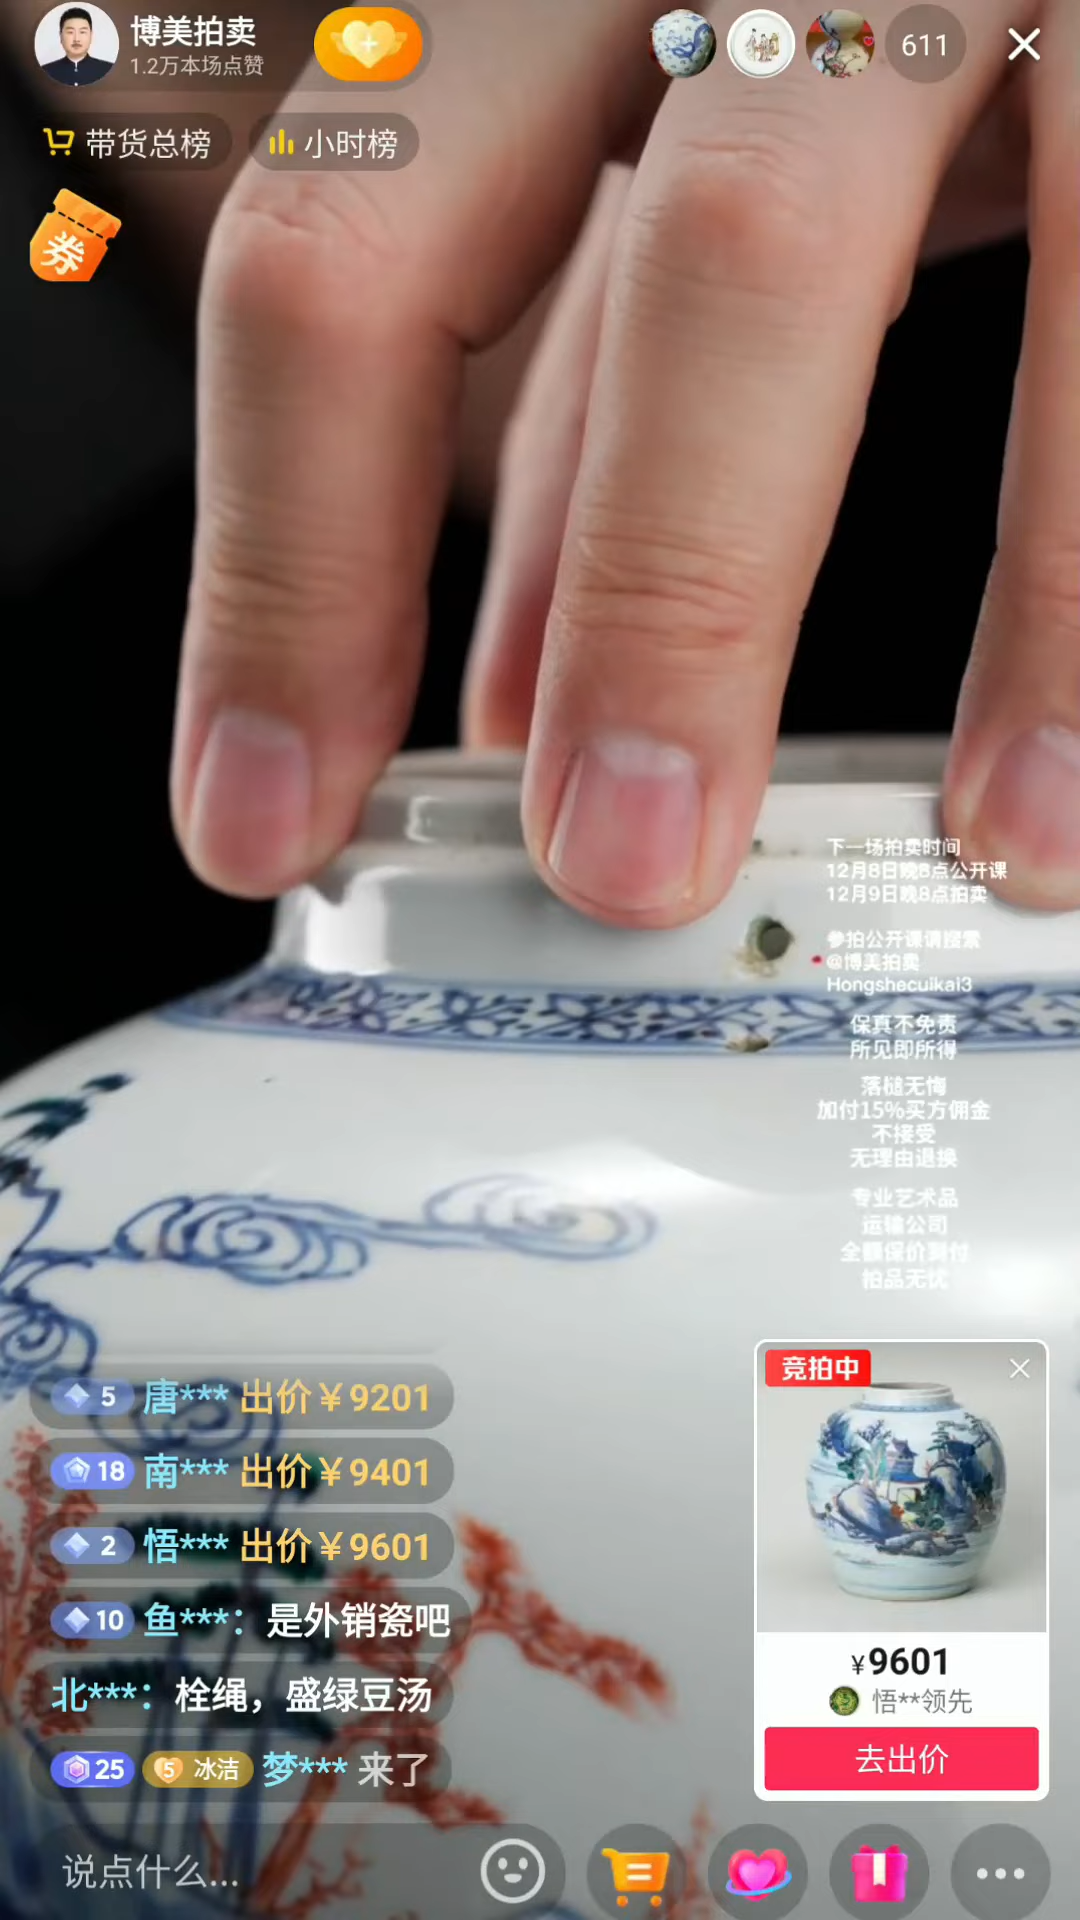 博美拍卖
1.2万本场点赞
611
带货总榜
小时榜
券
下一场拍卖时间
12月8日晚8点公开课
12月9日晚8点拍卖
参拍公开课请搜索
@博美拍卖
Hongshecuikai3
保真不免责
所见即所得
落槌无悔
加付15%买方佣金
不接受
无理由退换
专业艺术品
运输公司
全额保价到付
拍品无忧
5 唐*** 出价¥9201
18 南*** 出价¥9401
2 悟*** 出价¥9601
10 鱼***：是外销瓷吧
北***：栓绳，盛绿豆汤
25 5 冰洁 梦*** 来了
竞拍中
¥9601
悟**领先
去出价
说点什么...